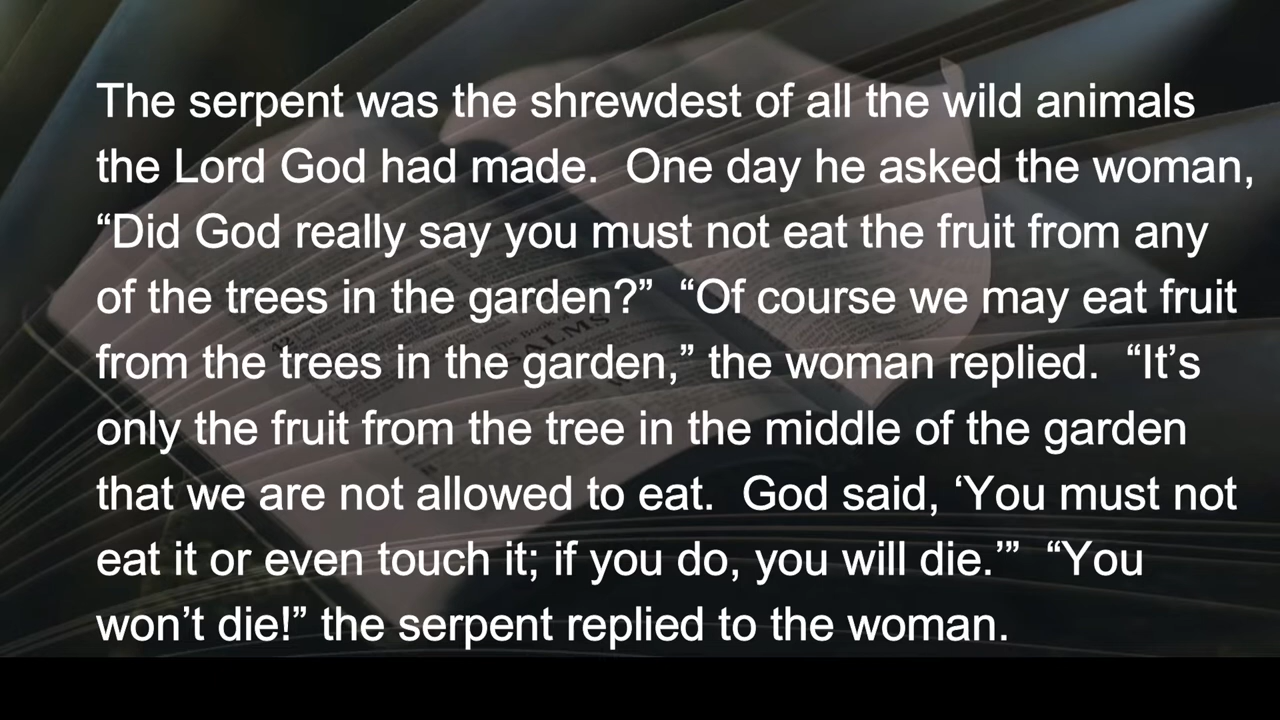 The serpent was the shrewdest of all the wild animals
the Lord God had made.  One day he asked the woman,
“Did God really say you must not eat the fruit from any
of the trees in the garden?”  “Of course we may eat fruit
from the trees in the garden,” the woman replied.  “It’s
only the fruit from the tree in the middle of the garden
that we are not allowed to eat.  God said, ‘You must not
eat it or even touch it; if you do, you will die.’”  “You
won’t die!” the serpent replied to the woman.
The Book
PSALMS